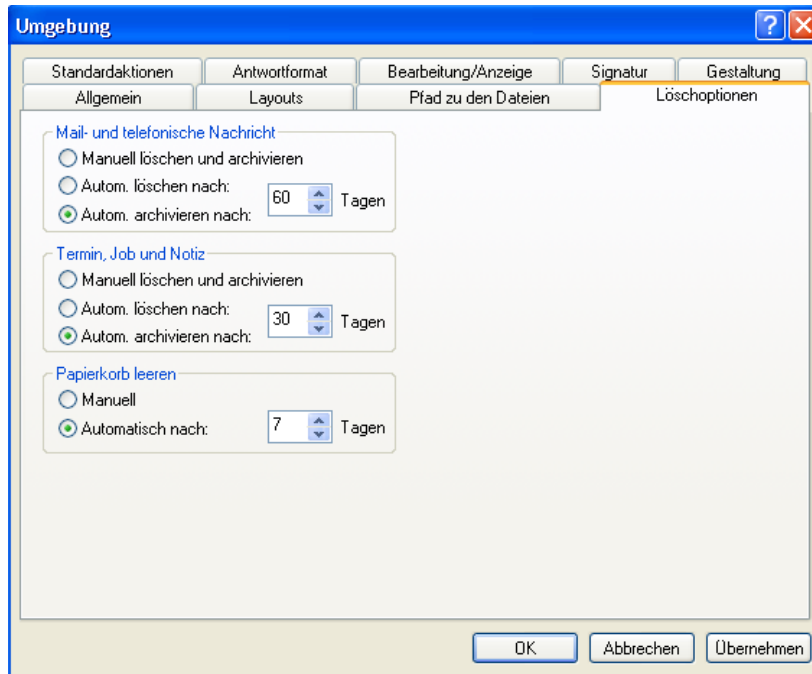 Umgebung
Standardaktionen Antwortformat Bearbeitung/Anzeige Signatur Gestaltung
Allgemein Layouts Pfad zu den Dateien Löschoptionen
Mail- und telefonische Nachricht
Manuell löschen und archivieren
Autom. löschen nach:
60 Tagen
Autom. archivieren nach:
Termin, Job und Notiz
Manuell löschen und archivieren
Autom. löschen nach:
30 Tagen
Autom. archivieren nach:
Papierkorb leeren
Manuell
Automatisch nach: 7 Tagen
OK Abbrechen Übernehmen